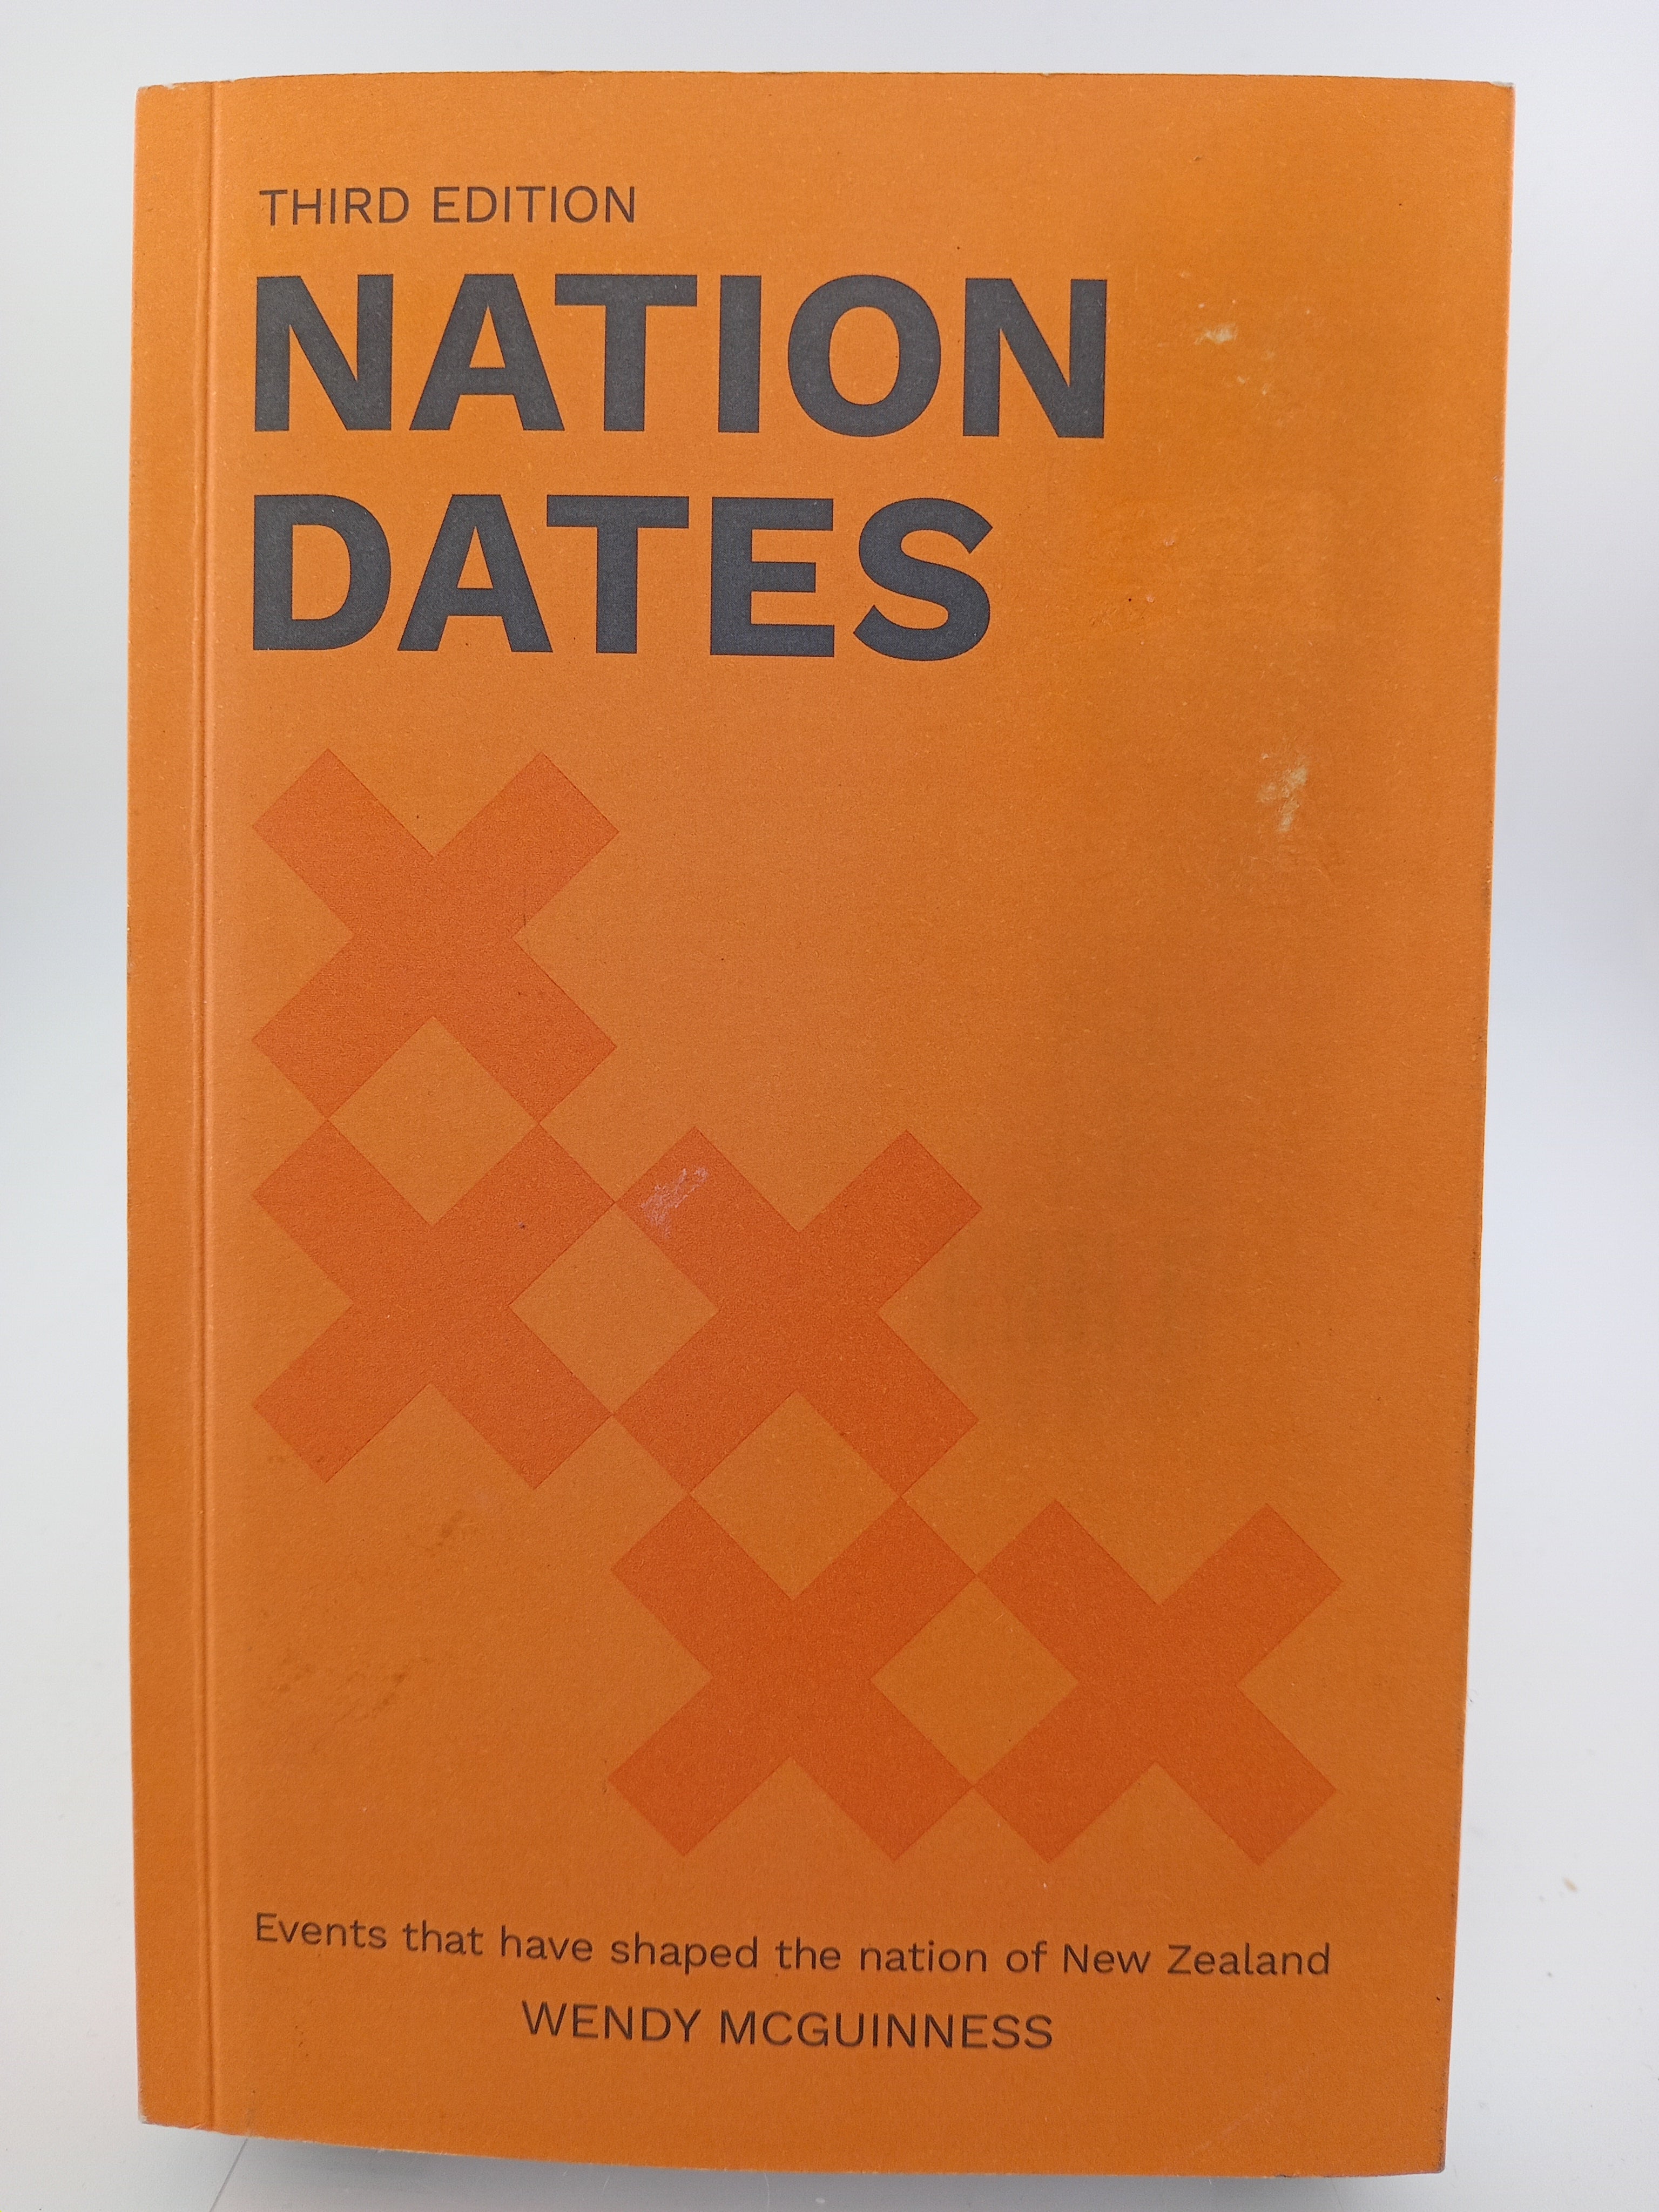 THIRD EDITION
NATION
DATES
Events that have shaped the nation of New Zealand
WENDY MCGUINNESS